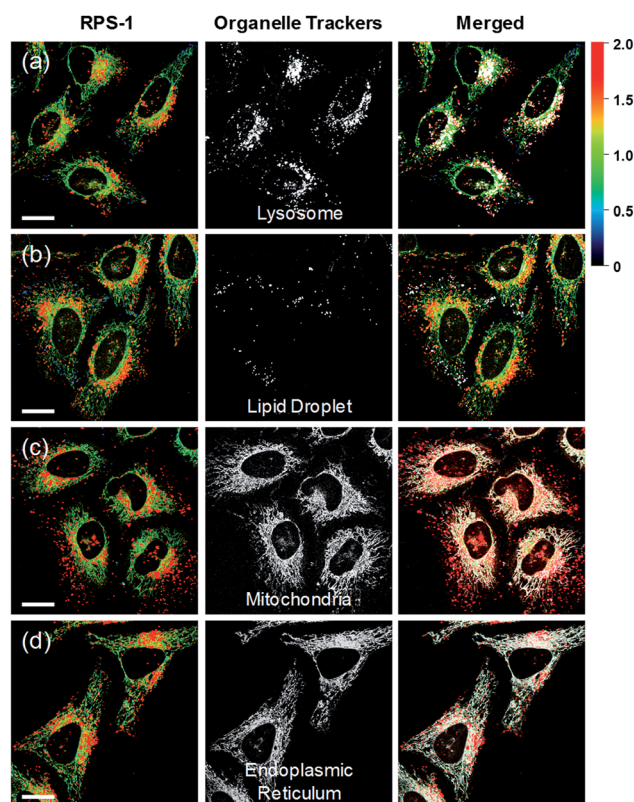 RPS-1 Organelle Trackers Merged
(a)
Lysosome
2.0
1.5
1.0
0.5
0
(b)
Lipid Droplet
(c)
Mitochondria
(d)
Endoplasmic
Reticulum